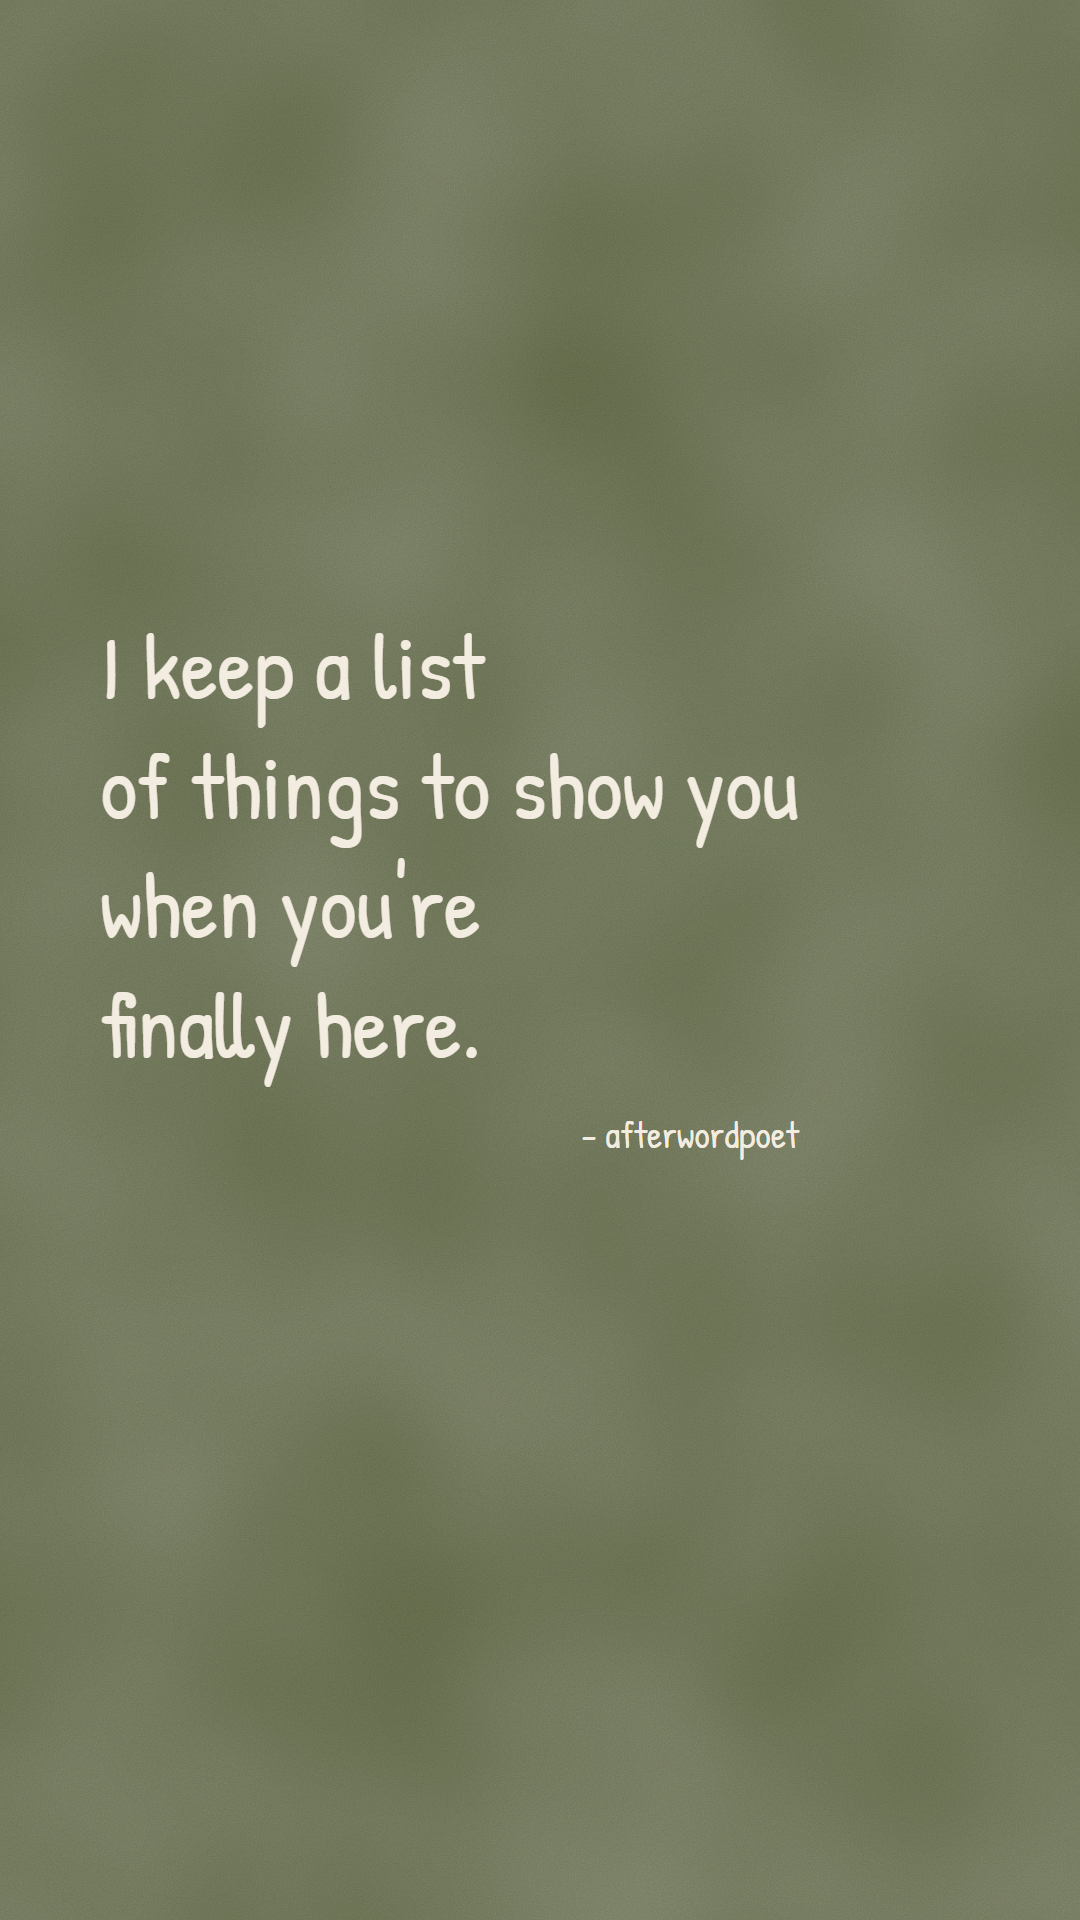 I keep a list
of things to show you
when you're
finally here.
- afterwordpoet